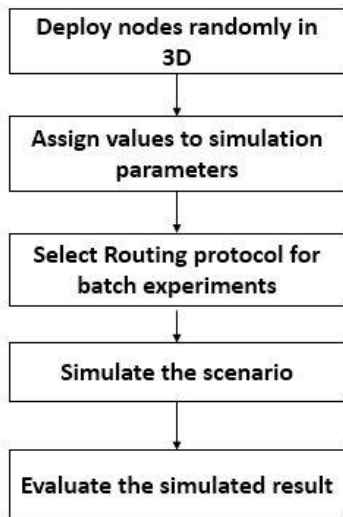 Deploy nodes randomly in
3D
Assign values to simulation
parameters
Select Routing protocol for
batch experiments
Simulate the scenario
Evaluate the simulated result